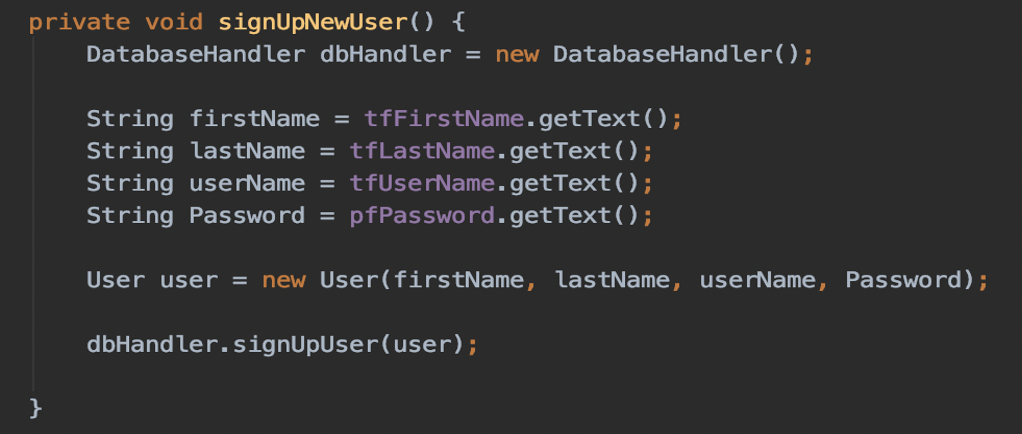 private void signUpNewUser() {
DatabaseHandler dbHandler = new DatabaseHandler();
String firstName = tfFirstName.getText();
String lastName = tfLastName.getText();
String userName = tfUserName.getText();
String Password = pfPassword.getText();
User user = new User(firstName, lastName, userName, Password);
dbHandler.signUpUser(user);
}